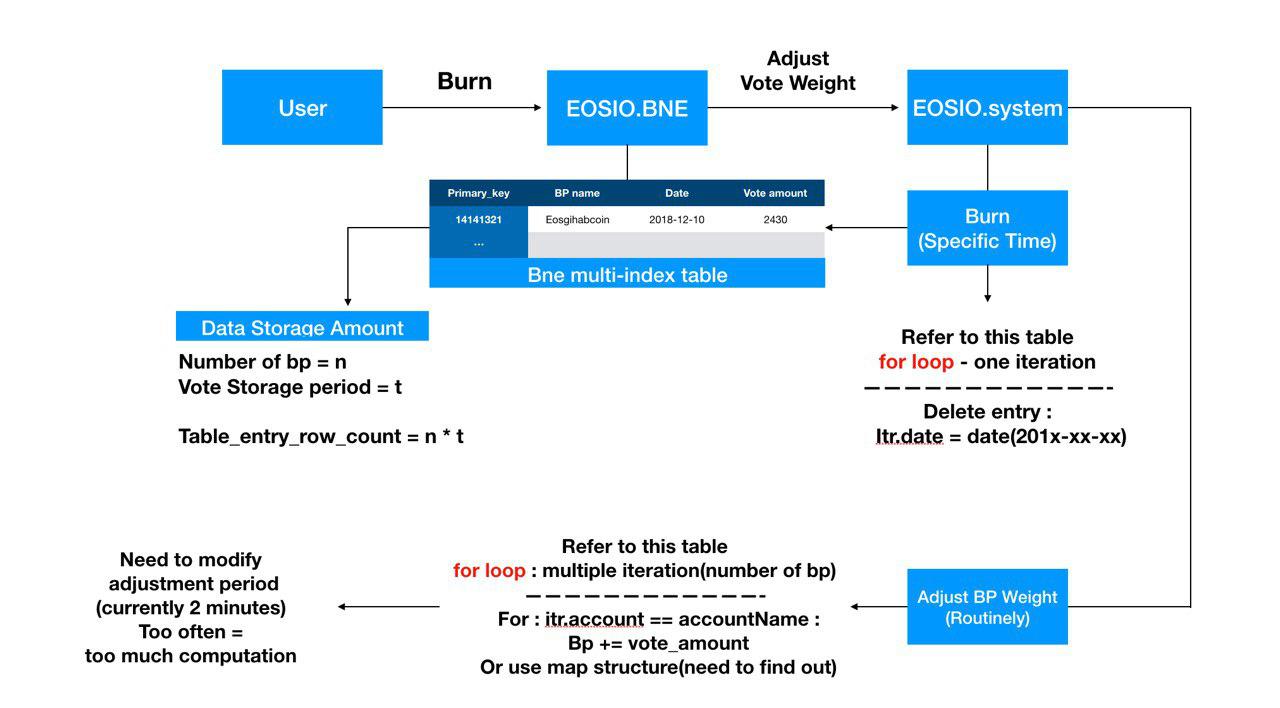 User
Burn
EOSIO.BNE
Adjust
Vote Weight
EOSIO.system
Primary_key BP name Date Vote amount
14141321 Eosgihabcoin 2018-12-10 2430
...
Bne multi-index table
Burn
(Specific Time)
Data Storage Amount
Number of bp = n
Vote Storage period = t
Table_entry_row_count = n * t
Refer to this table
for loop - one iteration
Delete entry :
Itr.date = date(201x-xx-xx)
Need to modify
adjustment period
(currently 2 minutes)
Too often =
too much computation
Refer to this table
for loop : multiple iteration(number of bp)
For : itr.account == accountName :
Bp += vote_amount
Or use map structure(need to find out)
Adjust BP Weight
(Routinely)